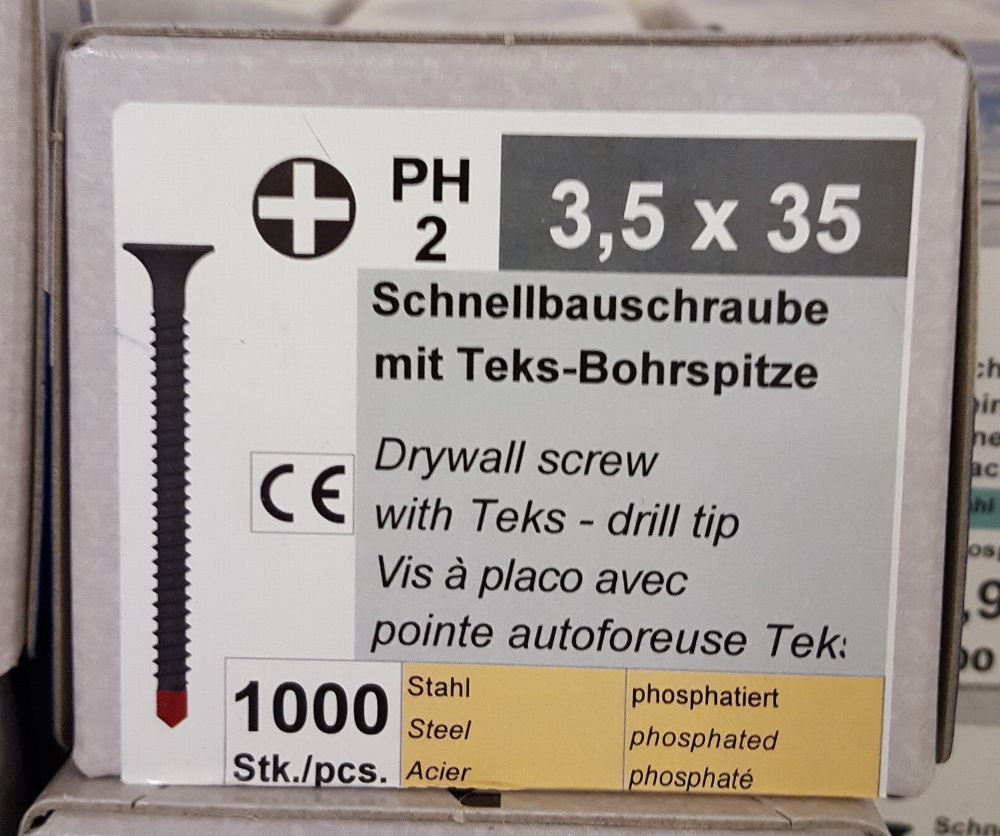 PH
2
3,5 x 35
Schnellbauschraube
mit Teks-Bohrspitze
Drywall screw
with Teks - drill tip
Vis à placo avec
pointe autoforeuse Teks
CE
1000
Stk./pcs.
Stahl
Steel
Acier
phosphatiert
phosphated
phosphaté